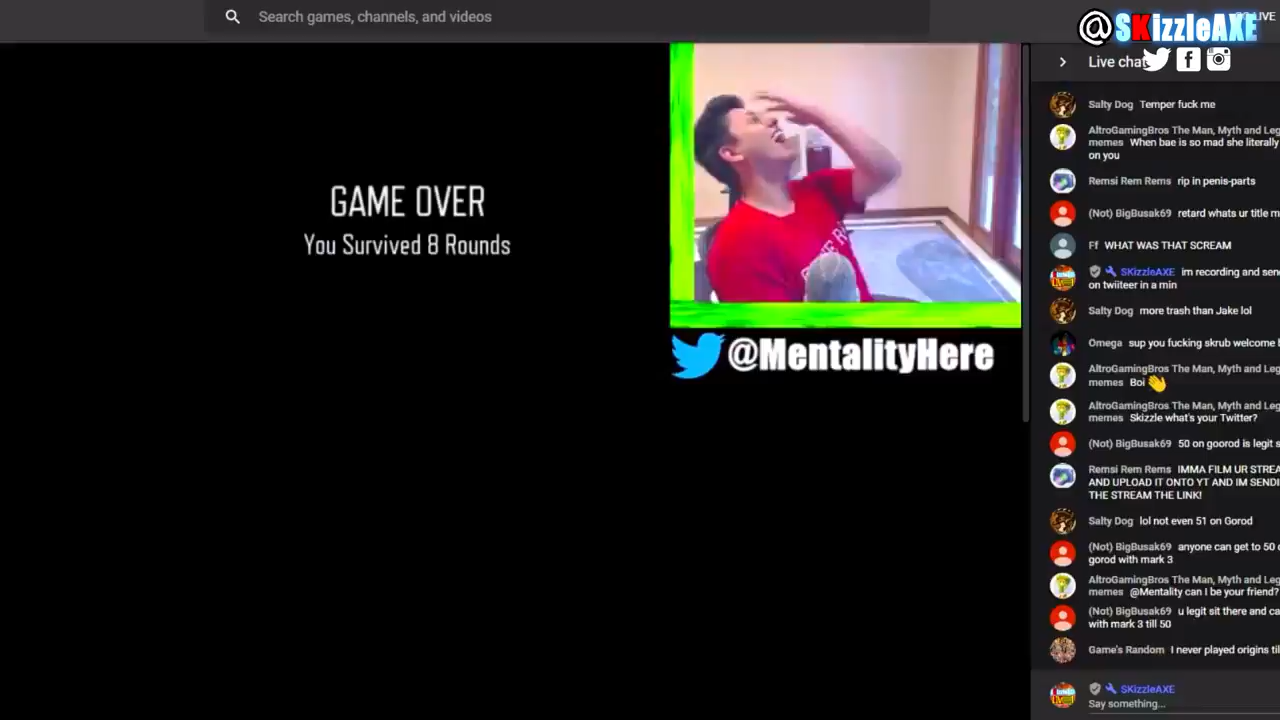 Search games, channels, and videos
LIVE
@SKizzleAXE
Live chat
GAME OVER
You Survived 8 Rounds
@MentalityHere
Salty Dog Temper fuck me
AltroGamingBros The Man, Myth and Leg
memes When bae is so mad she literally
on you
Remsi Rem Rems rip in penis-parts
(Not) BigBusak69 retard whats ur title m
Ff WHAT WAS THAT SCREAM
SKizzleAXE im recording and sen
on twiiteer in a min
Salty Dog more trash than Jake lol
Omega sup you fucking skrub welcome b
AltroGamingBros The Man, Myth and Leg
memes Boi 👋
AltroGamingBros The Man, Myth and Leg
memes Skizzle what's your Twitter?
(Not) BigBusak69 50 on goorod is legit s
Remsi Rem Rems IMMA FILM UR STREA
AND UPLOAD IT ONTO YT AND IM SENDI
THE STREAM THE LINK!
Salty Dog lol not even 51 on Gorod
(Not) BigBusak69 anyone can get to 50 
gorod with mark 3
AltroGamingBros The Man, Myth and Leg
memes @Mentality can I be your friend?
(Not) BigBusak69 u legit sit there and ca
with mark 3 till 50
Game's Random I never played origins til
SKizzleAXE
Say something...